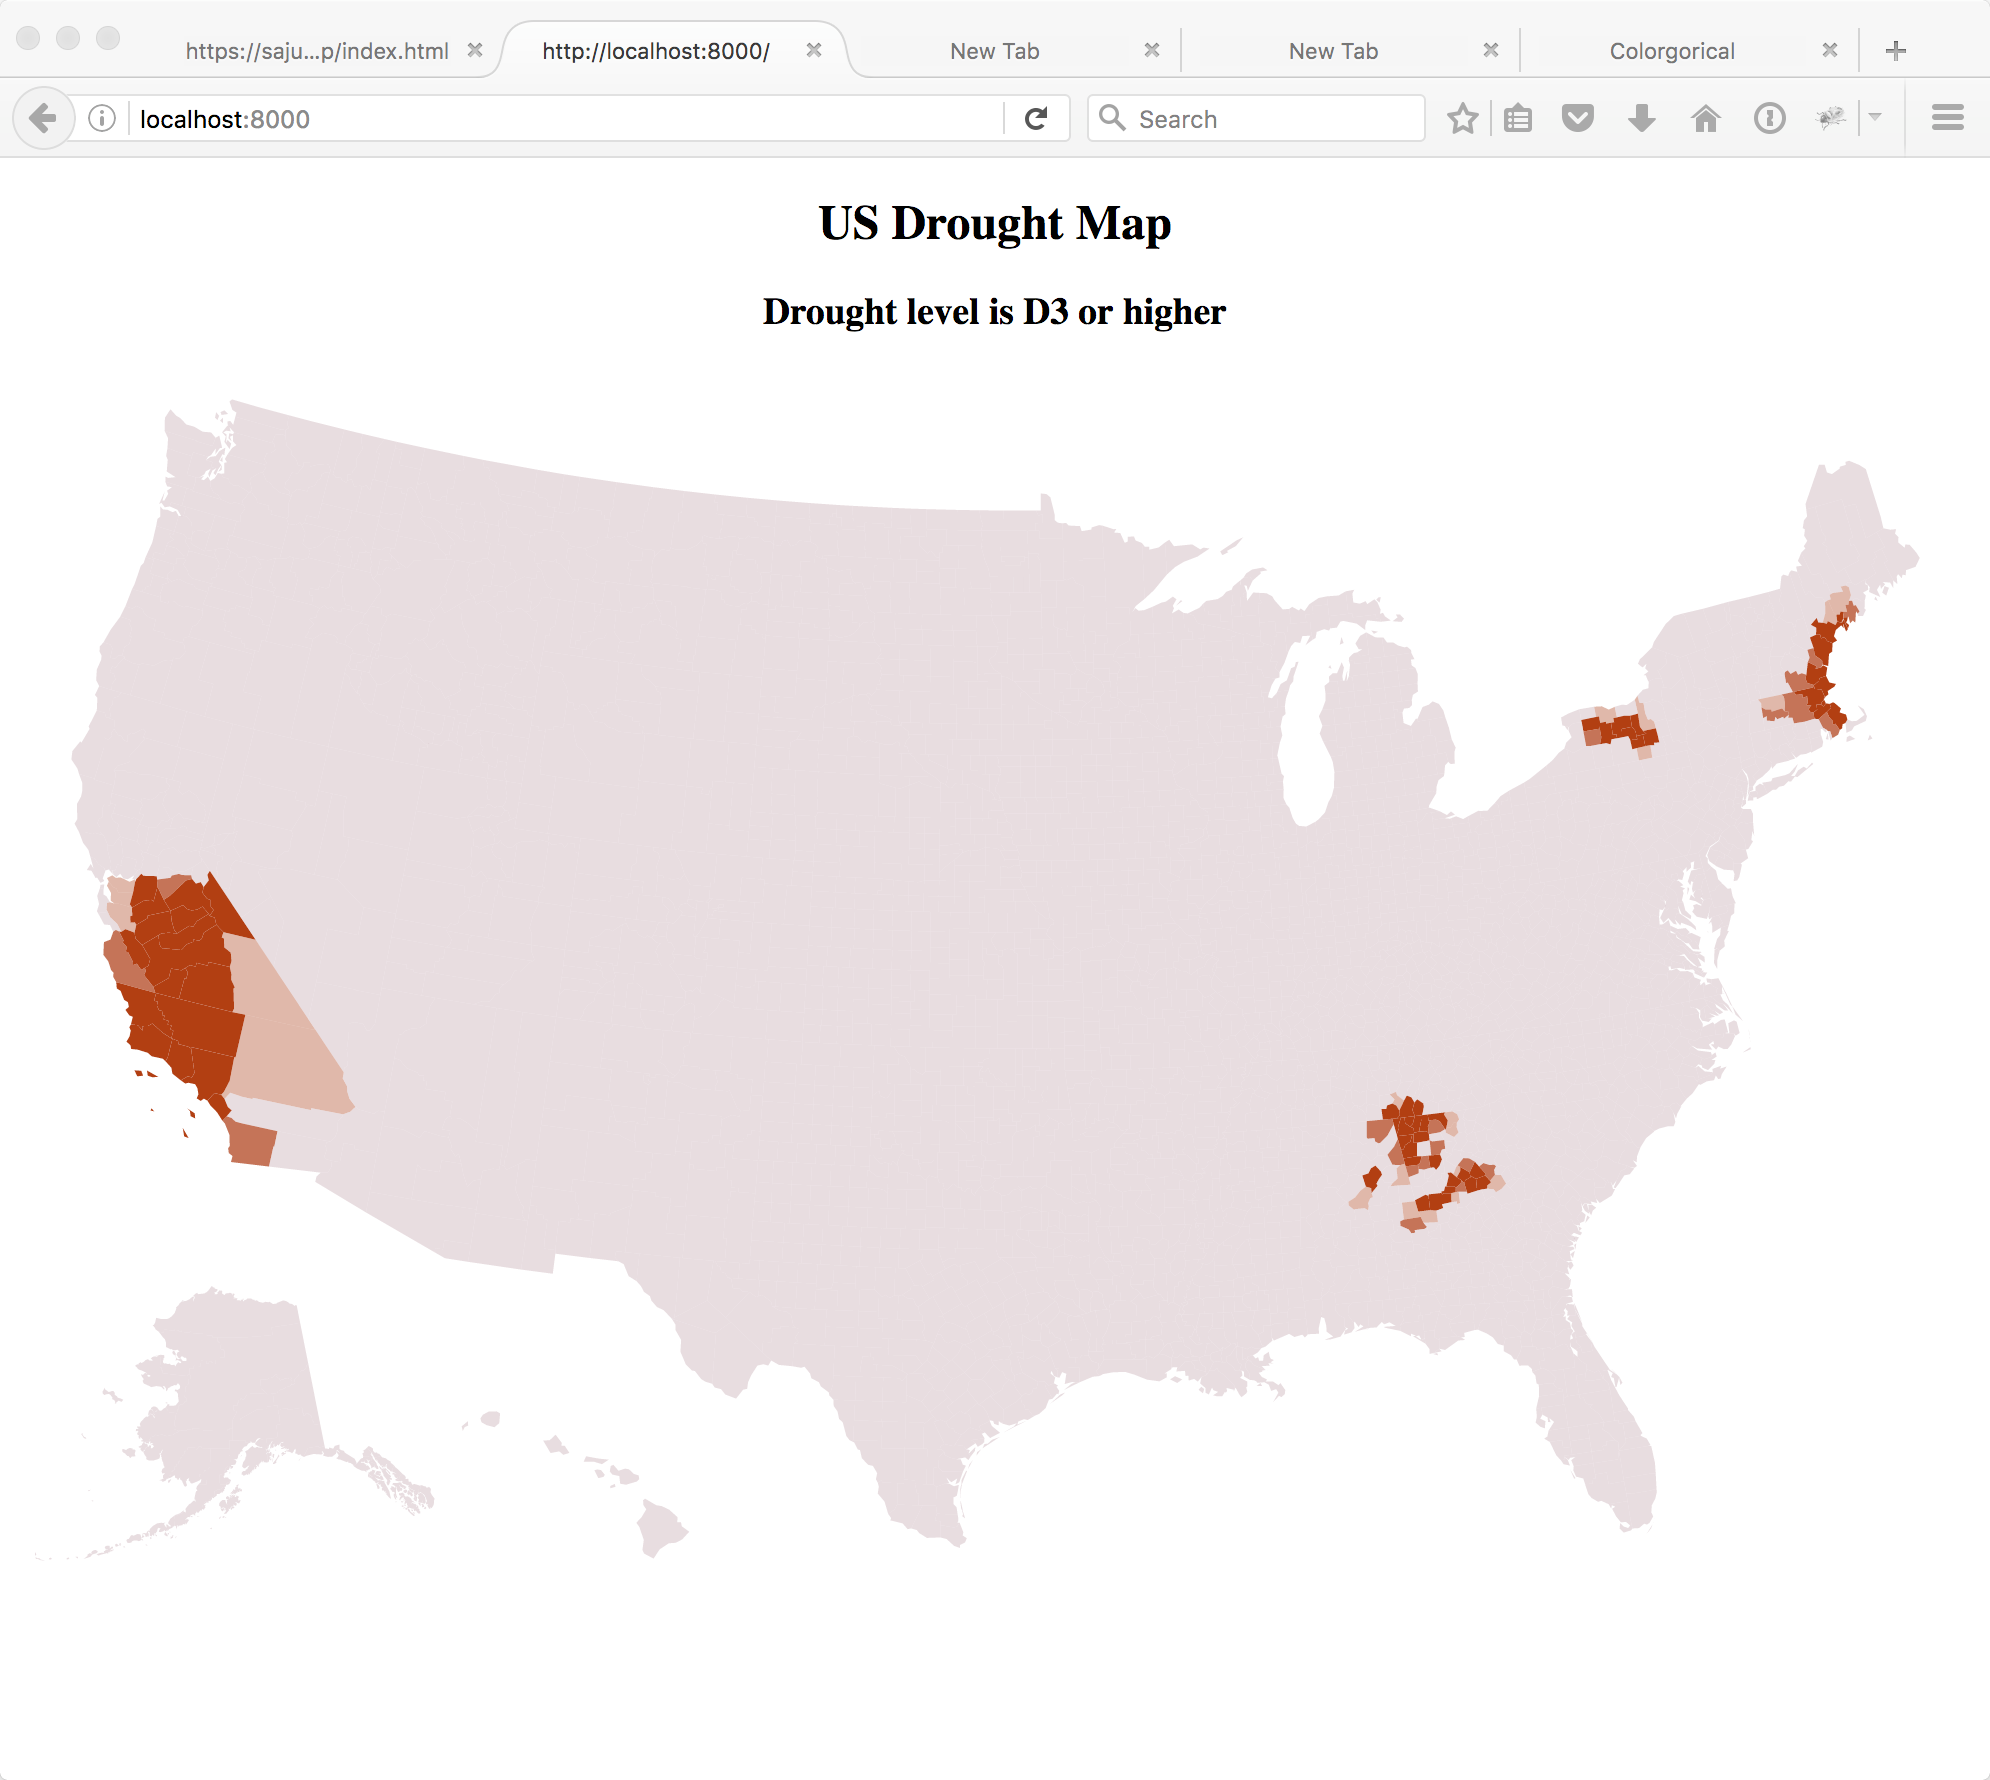 https://saju...p/index.html
http://localhost:8000/
New Tab
New Tab
Colorgorical
localhost:8000
Search
US Drought Map
Drought level is D3 or higher